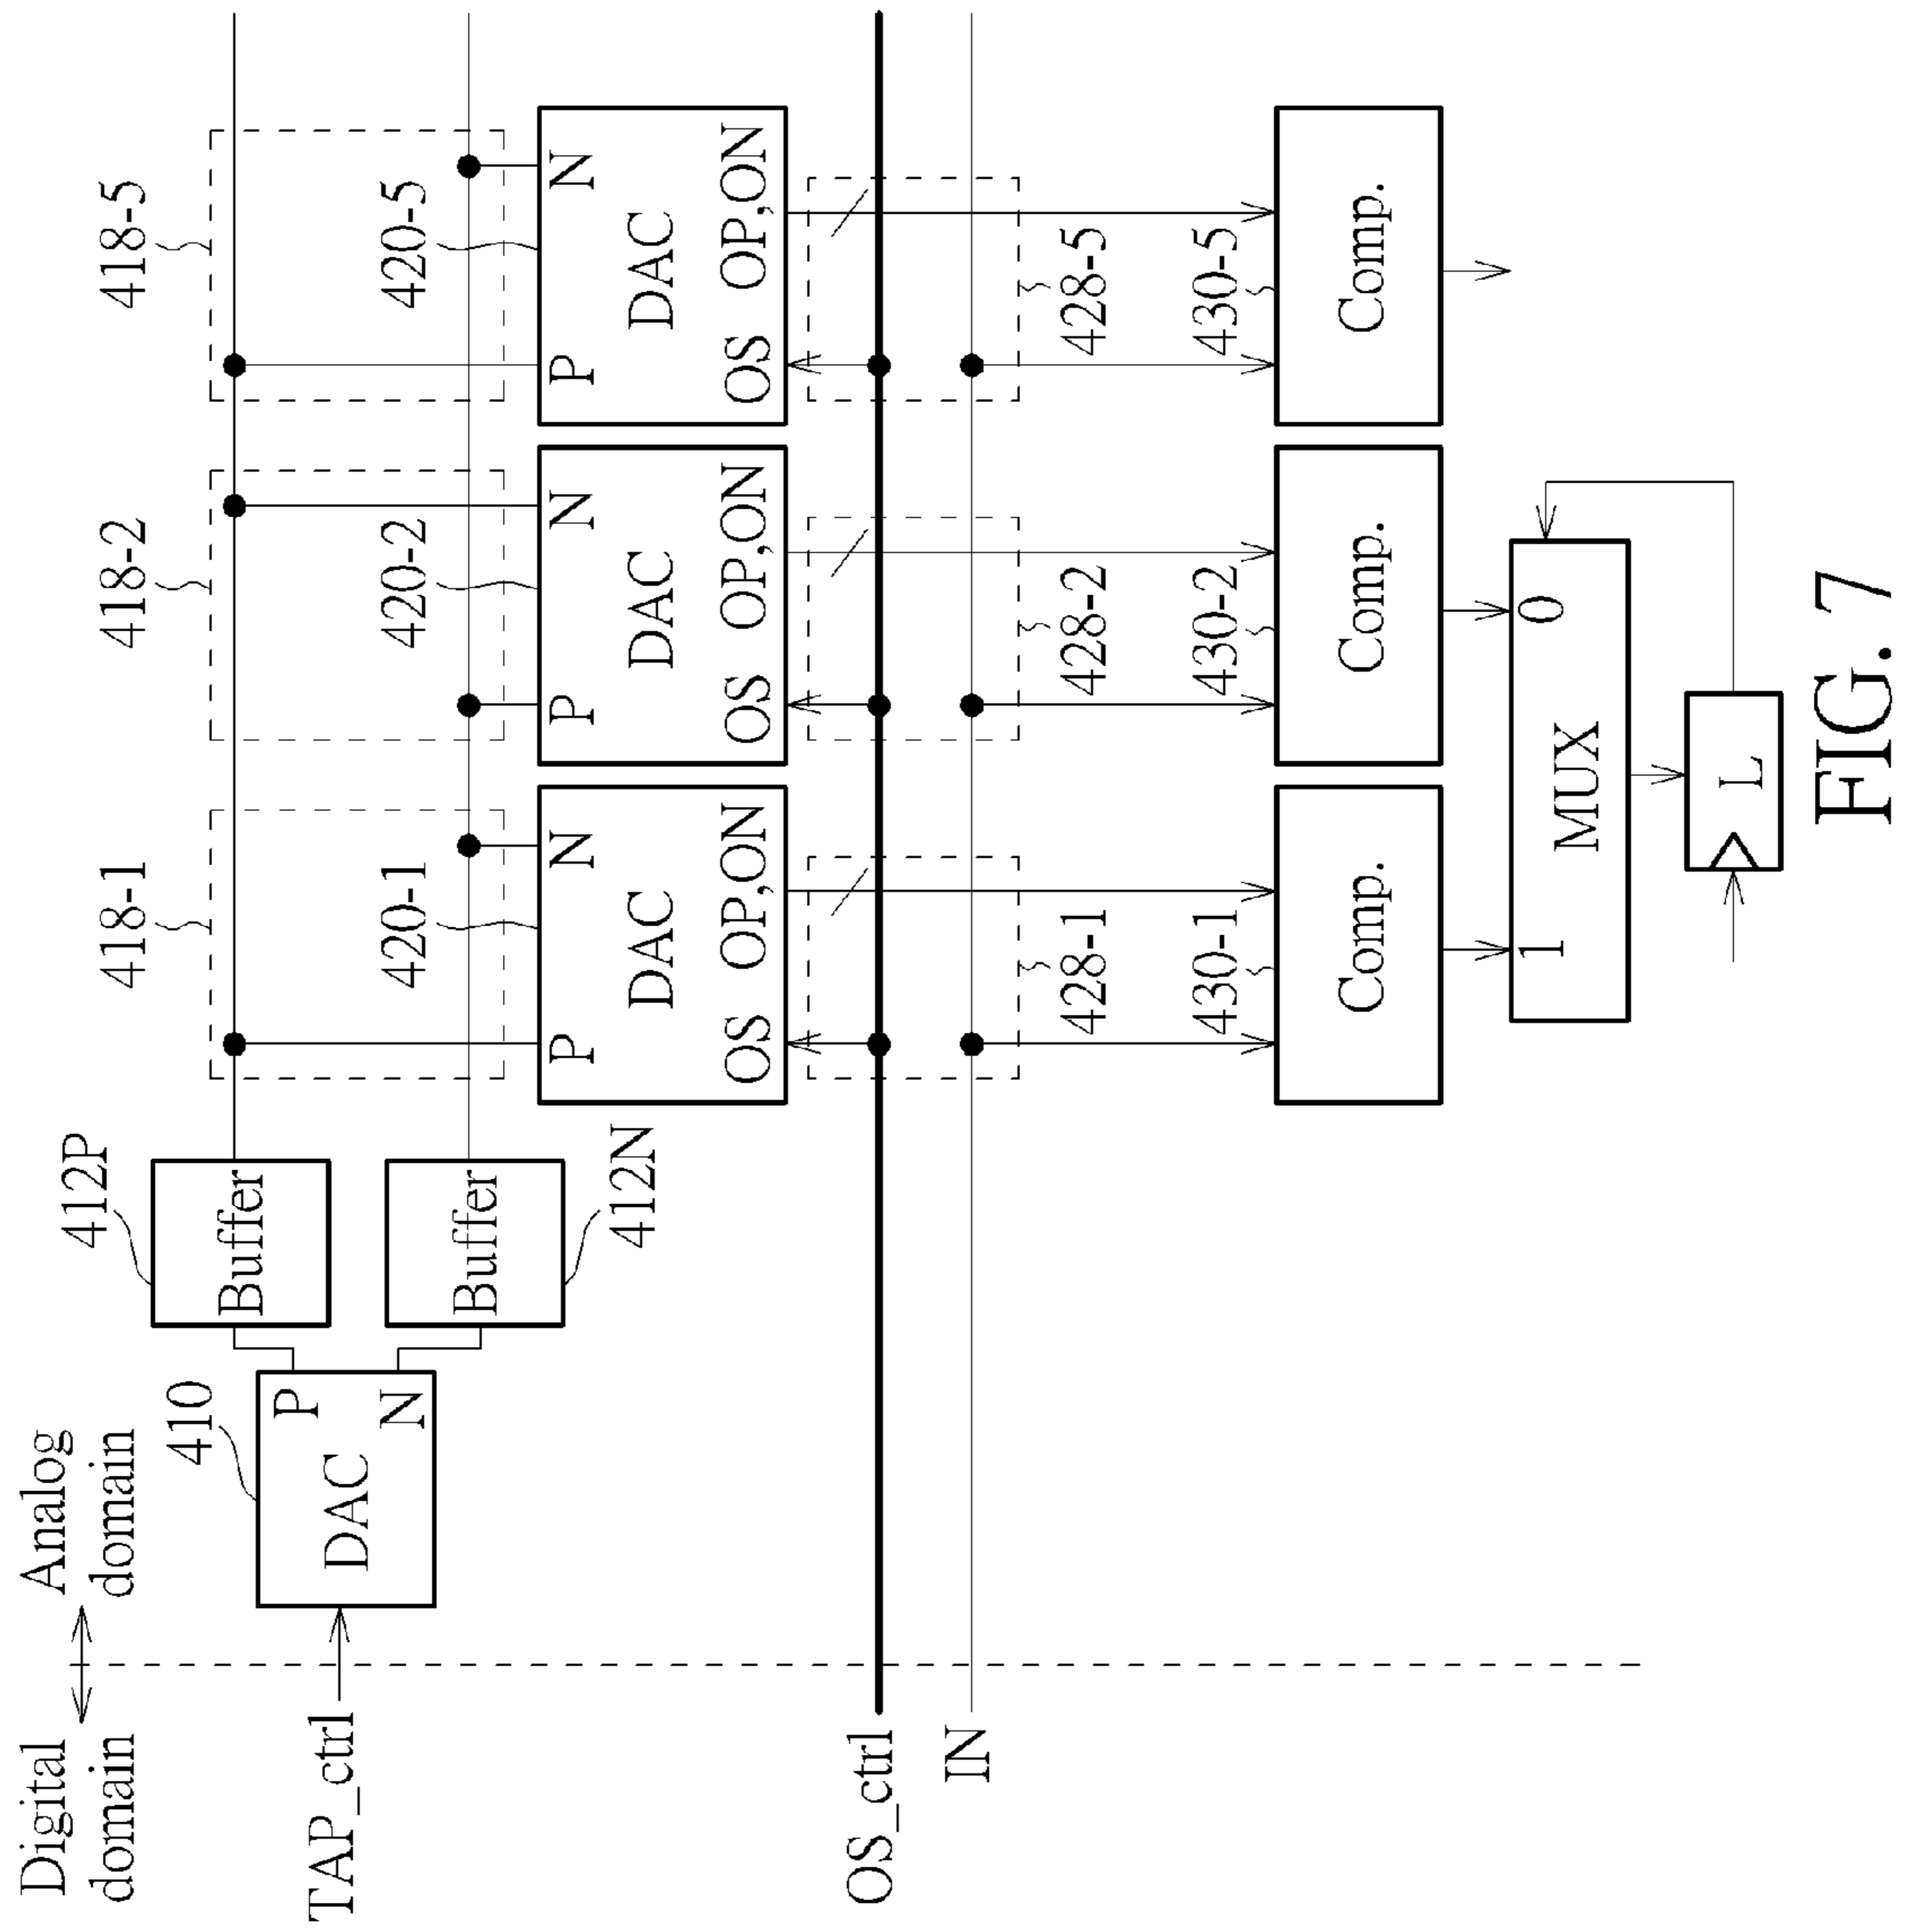 Digital
domain
Analog
domain
TAP_ctrl
410
DAC
P
N
412P
Buffer
Buffer
412N
418-1
418-2
418-5
420-1
420-2
420-5
P
N
DAC
OS
OP,ON
P
N
DAC
OS
OP,ON
P
N
DAC
OS
OP,ON
OS_ctrl
IN
428-1
428-2
428-5
430-1
430-2
430-5
Comp.
Comp.
Comp.
1
0
MUX
L
FIG. 7